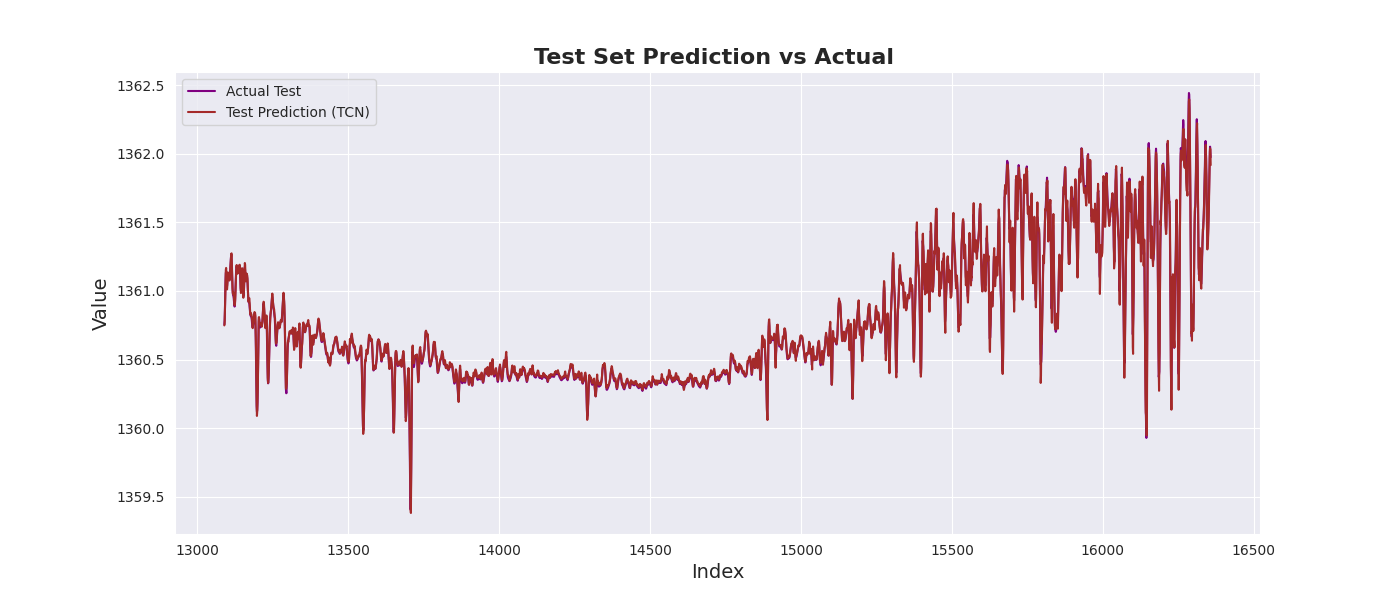 Test Set Prediction vs Actual
Actual Test
Test Prediction (TCN)
1362.5
1362.0
1361.5
1361.0
1360.5
1360.0
1359.5
Value
13000 13500 14000 14500 15000 15500 16000 16500
Index